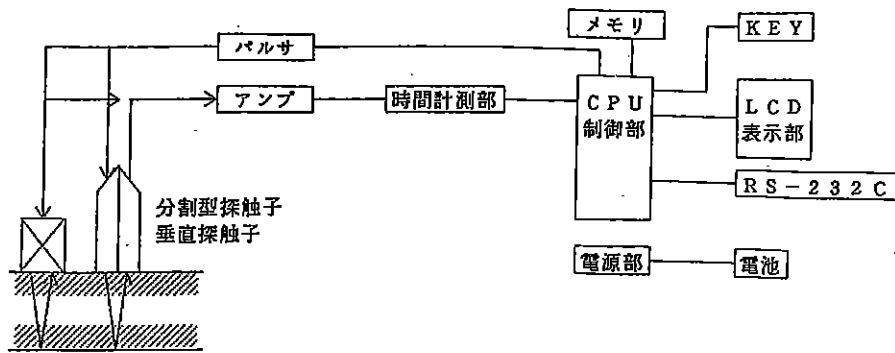 メモリ
KEY
パルサ
アンプ
時間計測部
CPU
制御部
LCD
表示部
分割型探触子
垂直探触子
RS-232C
電源部
電池